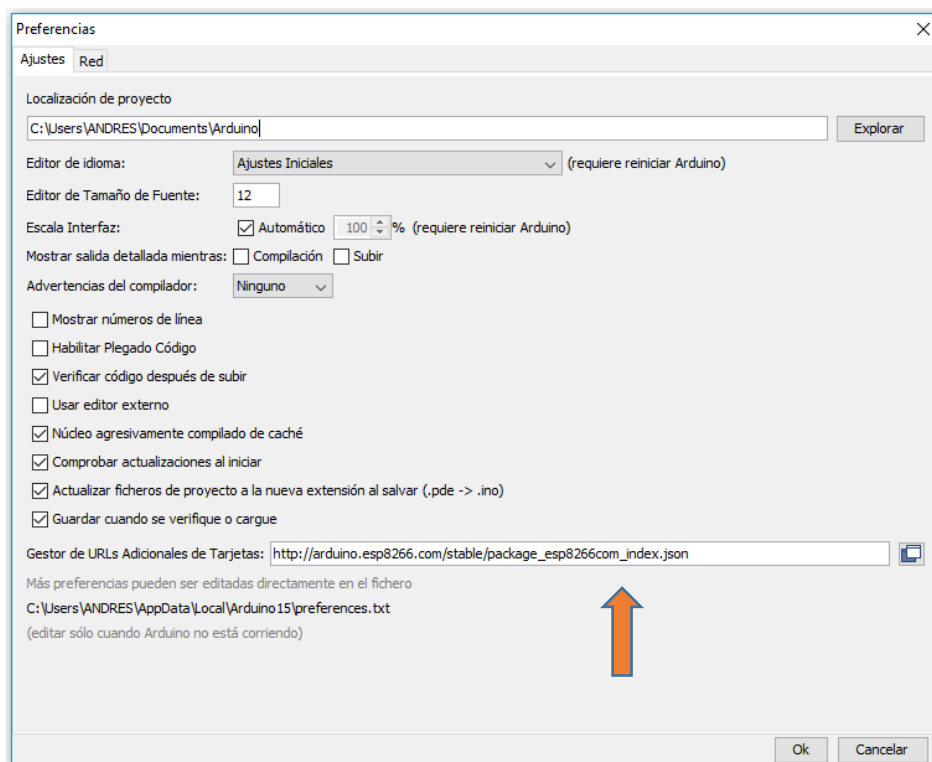 Preferencias
Ajustes Red
Localización de proyecto
C:\Users\ANDRES\Documents\Arduino Explorar
Editor de idioma: Ajustes Iniciales (requiere reiniciar Arduino)
Editor de Tamaño de Fuente: 12
Escala Interfaz: Automático 100 % (requiere reiniciar Arduino)
Mostrar salida detallada mientras: Compilación Subir
Advertencias del compilador: Ninguno
Mostrar números de línea
Habilitar Plegado Código
Verificar código después de subir
Usar editor externo
Núcleo agresivamente compilado de caché
Comprobar actualizaciones al iniciar
Actualizar ficheros de proyecto a la nueva extensión al salvar (.pde -> .ino)
Guardar cuando se verifique o cargue
Gestor de URLs Adicionales de Tarjetas: http://arduino.esp8266.com/stable/package_esp8266com_index.json
Más preferencias pueden ser editadas directamente en el fichero
C:\Users\ANDRES\AppData\Local\Arduino15\preferences.txt
(editar sólo cuando Arduino no está corriendo)
Ok Cancelar